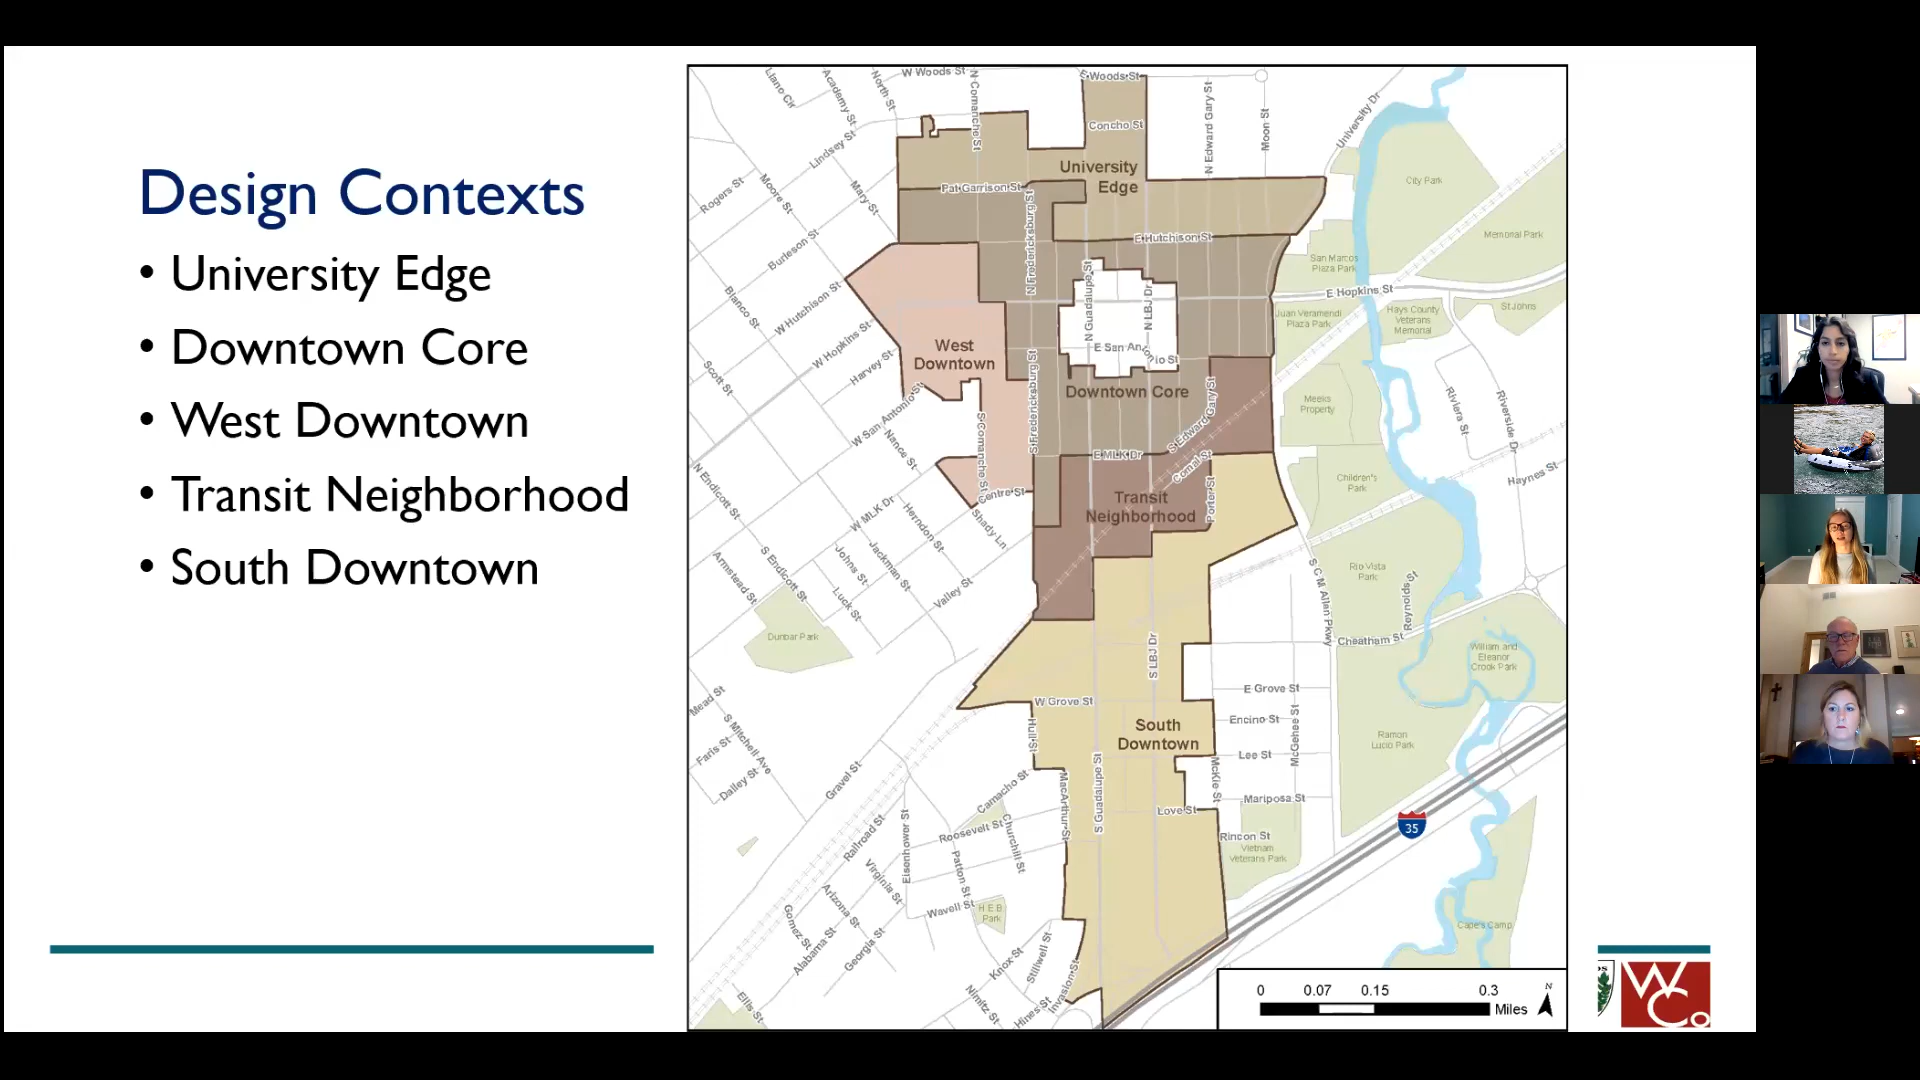 Design Contexts
• University Edge
• Downtown Core
• West Downtown
• Transit Neighborhood
• South Downtown
Llano Cir
Academy St
North St
W Woods St
N Comanche St
E Woods St
Concho St
N Edward Gary St
Moon St
University Dr
Lindsey St
Rogers St
Moore St
Mary St
Pat Garrison St
University
Edge
City Park
Memorial Park
Burleson St
N Fredericksburg St
E Hutchison St
San Marcos
Plaza Park
Blanco St
W Hutchison St
N Guadalupe St
N LBJ Dr
E Hopkins St
Juan Veramendi
Plaza Park
Hays County
Veterans
Memorial
St Johns
W Hopkins St
Harvey St
West
Downtown
E San Antonio St
Scott St
W San Antonio St
S Fredericksburg St
Downtown Core
S Edward Gary St
Meeks
Property
Riviera St
Riverside Dr
Nance St
S Comanche St
E MLK Dr
Comal St
N Endicott St
Centre St
Transit
Neighborhood
Porter St
Children's
Park
Haynes St
W MLK Dr
Herndon St
Shady Ln
Armstead St
S Endicott St
Johns St
Jackman St
Luck St
Valley St
S C M Allen Pkwy
Rio Vista
Park
Reynolds St
Dunbar Park
S LBJ Dr
Cheatham St
William and
Eleanor
Crook Park
Mead St
W Grove St
E Grove St
S Mitchell Ave
Faris St
Hull St
South
Downtown
Encino St
McGehee St
Ramon
Lucio Park
Dailey St
Gravel St
Lee St
McKie St
Camacho St
MacArthur St
S Guadalupe St
Love St
Mariposa St
Railroad St
Eisenhower St
Roosevelt St
Churchill St
Rincon St
35
Vietnam
Veterans Park
Virginia St
Patton St
Arizona St
Wavell St
H E B
Park
Gomez St
Alabama St
Georgia St
Cape's Camp
Knox St
Stillwell St
Invasion St
Ellis St
Nimitz St
Hines St
0 0.07 0.15 0.3
Miles
N
WCo